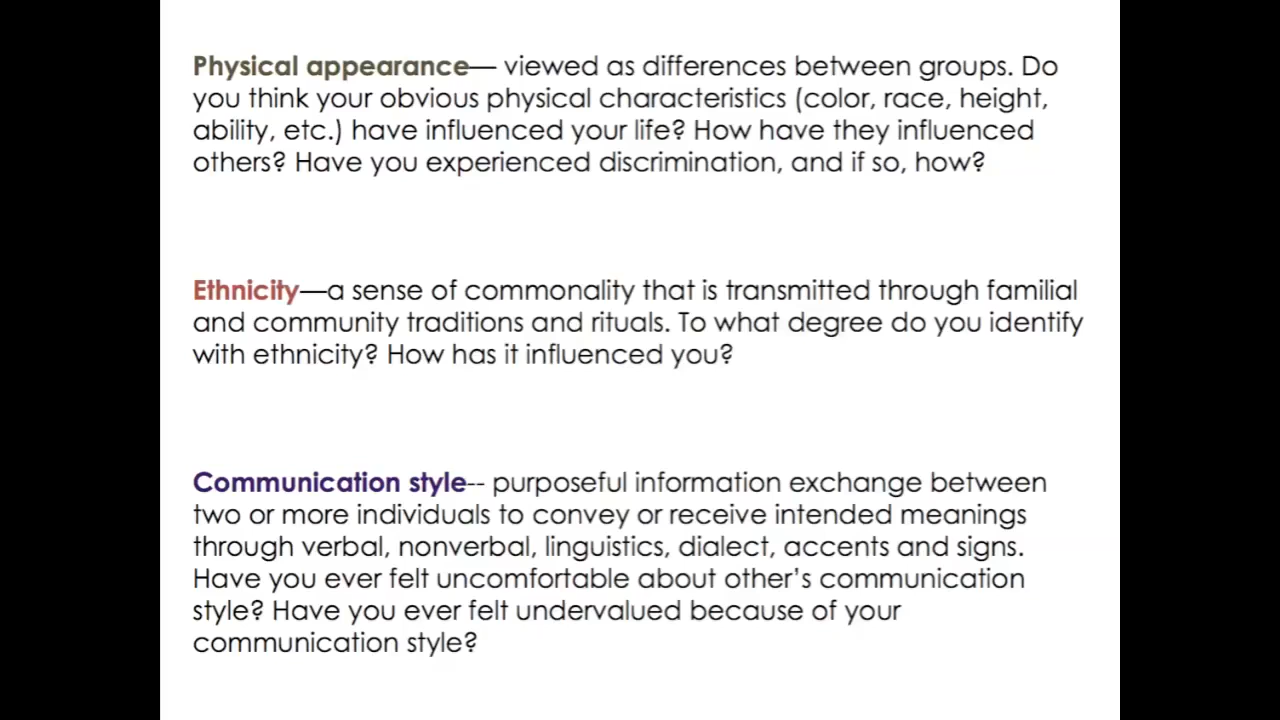 Physical appearance— viewed as differences between groups. Do
you think your obvious physical characteristics (color, race, height,
ability, etc.) have influenced your life? How have they influenced
others? Have you experienced discrimination, and if so, how?
Ethnicity—a sense of commonality that is transmitted through familial
and community traditions and rituals. To what degree do you identify
with ethnicity? How has it influenced you?
Communication style-- purposeful information exchange between
two or more individuals to convey or receive intended meanings
through verbal, nonverbal, linguistics, dialect, accents and signs.
Have you ever felt uncomfortable about other's communication
style? Have you ever felt undervalued because of your
communication style?